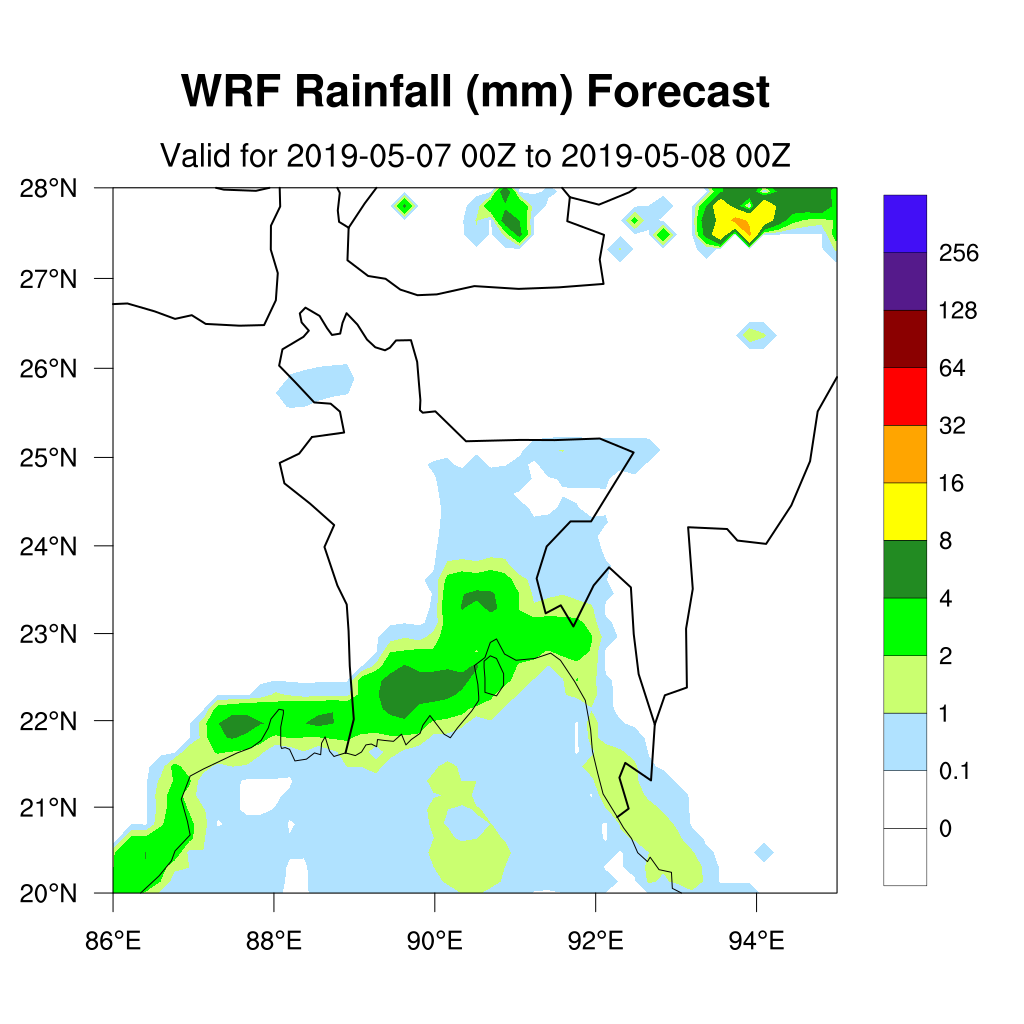 WRF Rainfall (mm) Forecast
Valid for 2019-05-07 00Z to 2019-05-08 00Z
28°N
27°N
26°N
25°N
24°N
23°N
22°N
21°N
20°N
86°E 88°E 90°E 92°E 94°E
256
128
64
32
16
8
4
2
1
0.1
0